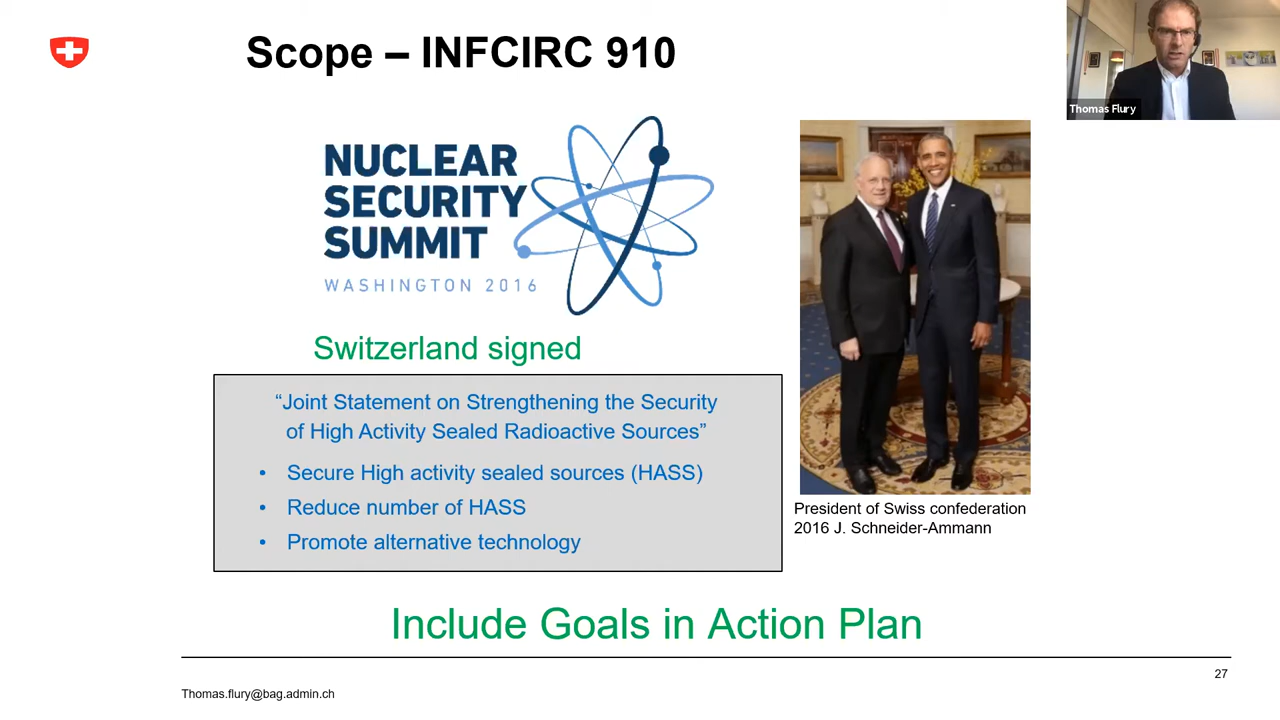 Scope – INFCIRC 910
Thomas Flury
NUCLEAR
SECURITY
SUMMIT
WASHINGTON 2016
Switzerland signed
“Joint Statement on Strengthening the Security
of High Activity Sealed Radioactive Sources”
• Secure High activity sealed sources (HASS)
• Reduce number of HASS
• Promote alternative technology
President of Swiss confederation
2016 J. Schneider-Ammann
Include Goals in Action Plan
27
Thomas.flury@bag.admin.ch